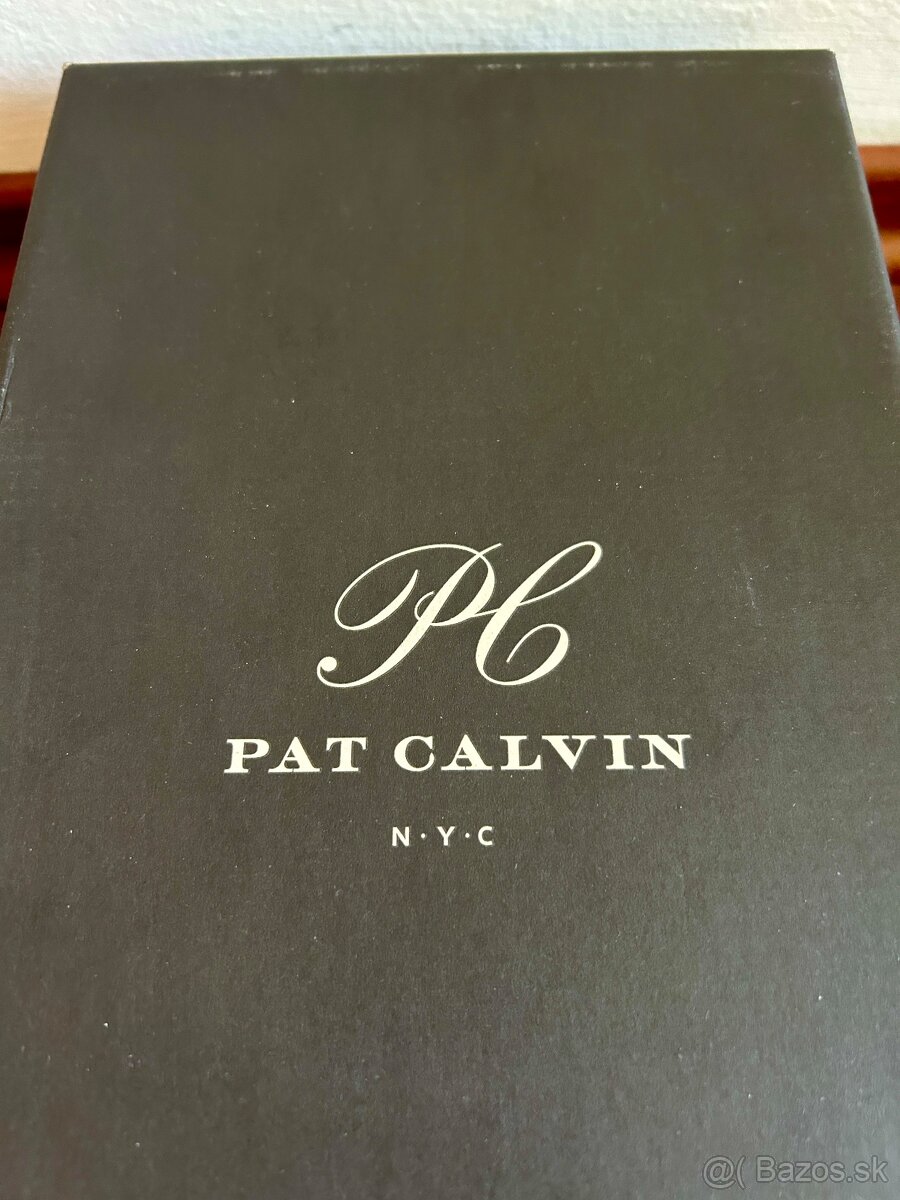 PC
PAT CALVIN
N·Y·C
@( Bazos.sk